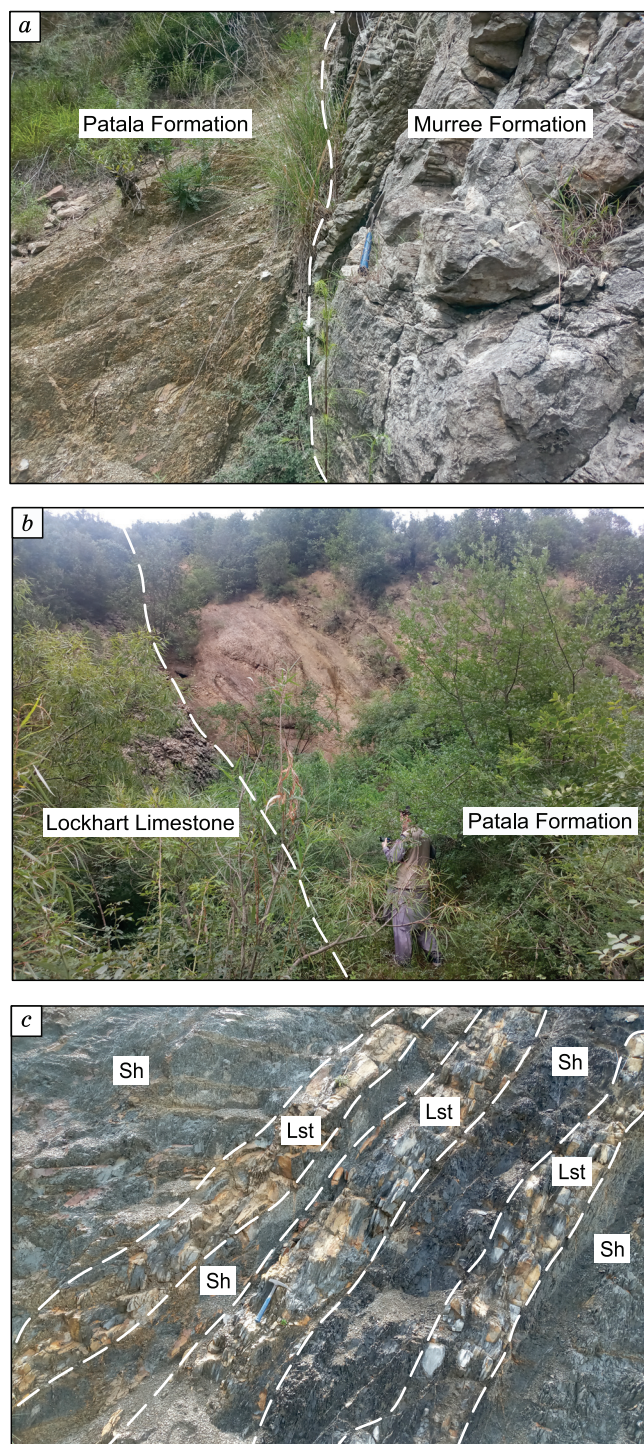 a
Patala Formation
Murree Formation
b
Lockhart Limestone
Patala Formation
c
Sh
Sh
Lst
Lst
Lst
Sh
Sh